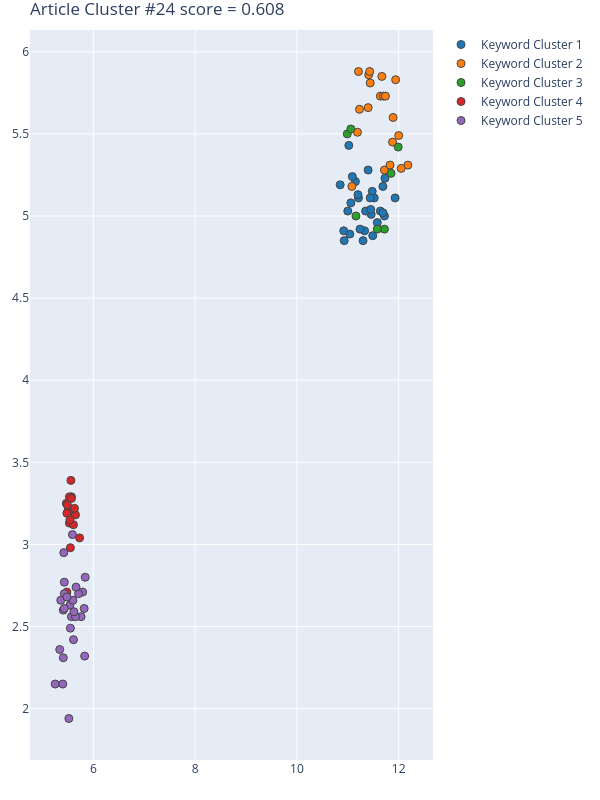 Article Cluster #24 score = 0.608
Keyword Cluster 1
Keyword Cluster 2
Keyword Cluster 3
Keyword Cluster 4
Keyword Cluster 5
6
5.5
5
4.5
4
3.5
3
2.5
2
6 8 10 12